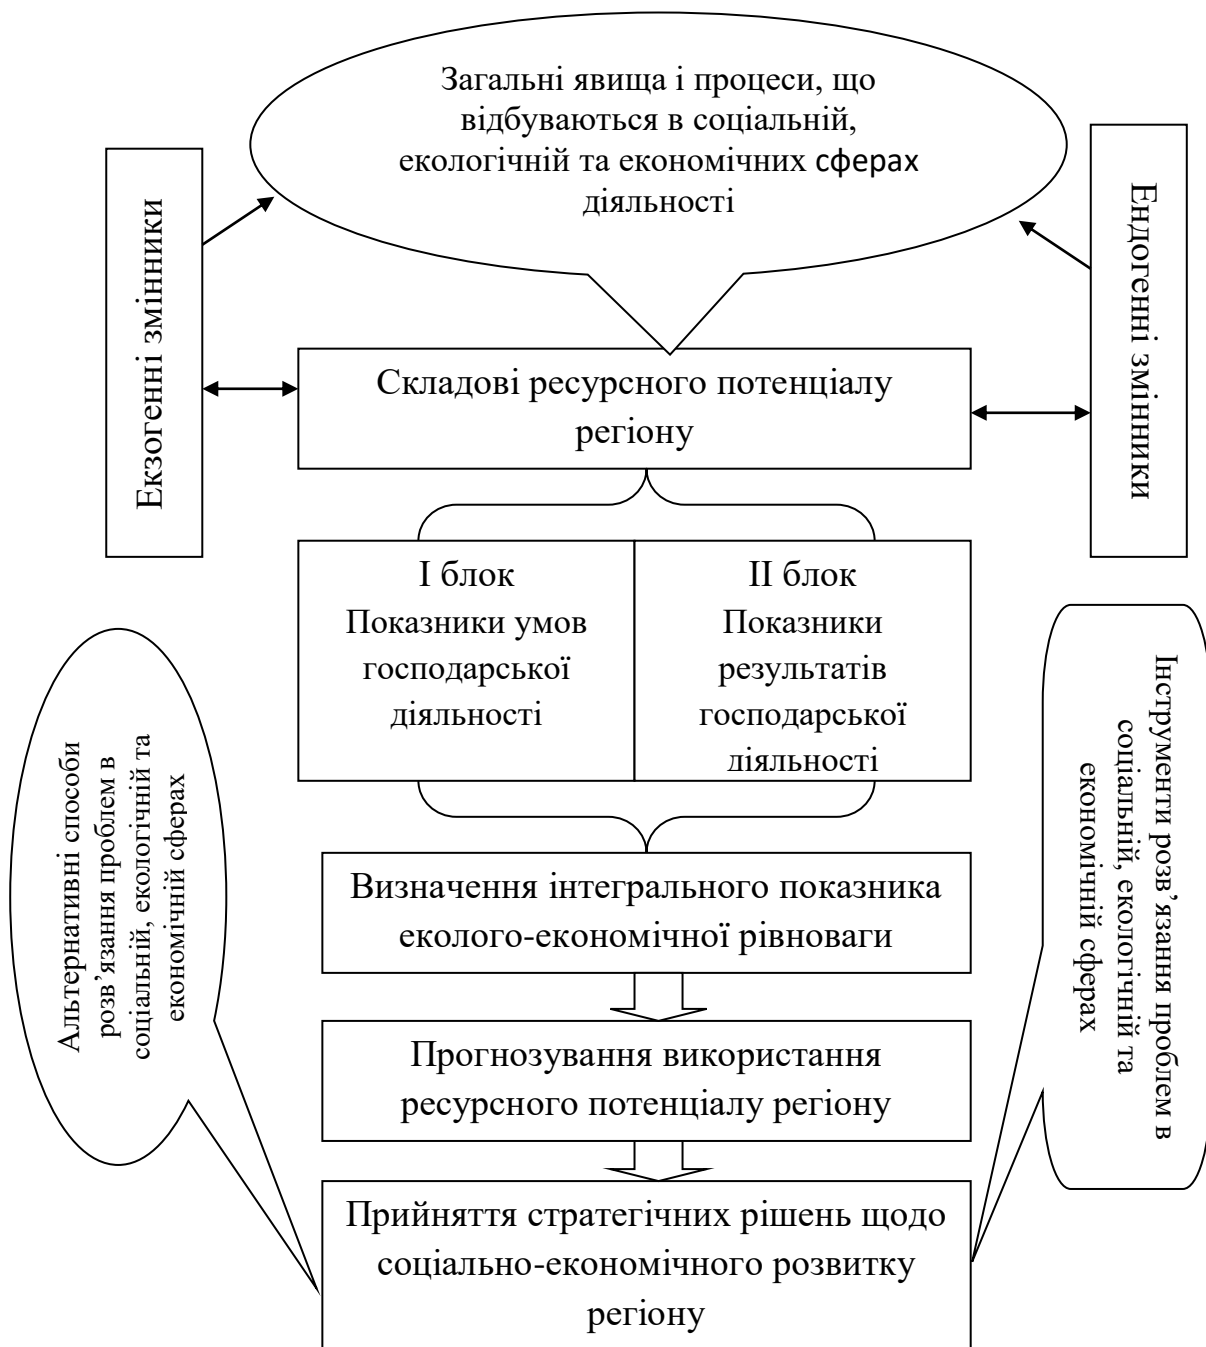 Загальні явища і процеси, що
відбуваються в соціальній,
екологічній та економічних сферах
діяльності
Екзогенні змінники
Ендогенні змінники
Складові ресурсного потенціалу
регіону
І блок
Показники умов
господарської
діяльності
ІІ блок
Показники
результатів
господарської
діяльності
Альтернативні способи
розв’язання проблем в
соціальній, екологічній та
економічній сферах
Інструменти розв’язання проблем в
соціальній, екологічній та
економічній сферах
Визначення інтегрального показника
еколого-економічної рівноваги
Прогнозування використання
ресурсного потенціалу регіону
Прийняття стратегічних рішень щодо
соціально-економічного розвитку
регіону